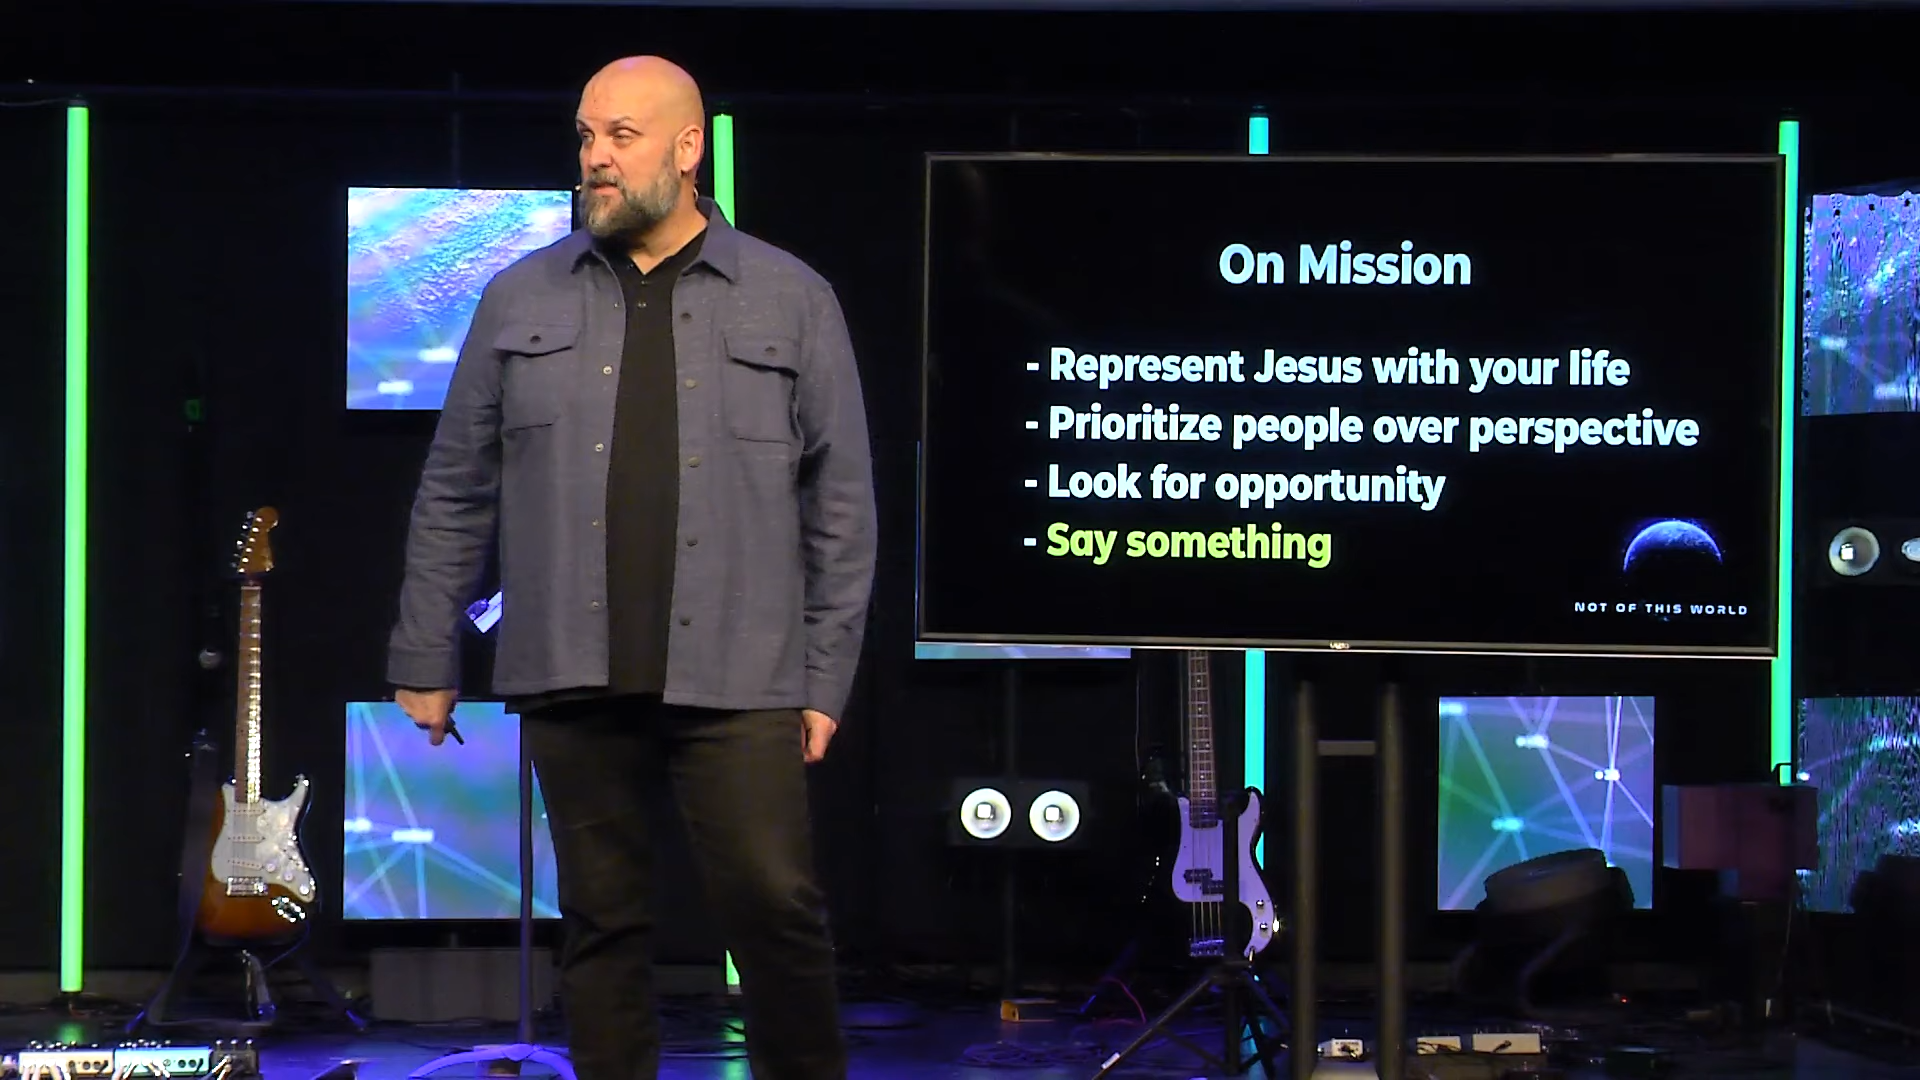 On Mission
- Represent Jesus with your life
- Prioritize people over perspective
- Look for opportunity
- Say something
NOT OF THIS WORLD